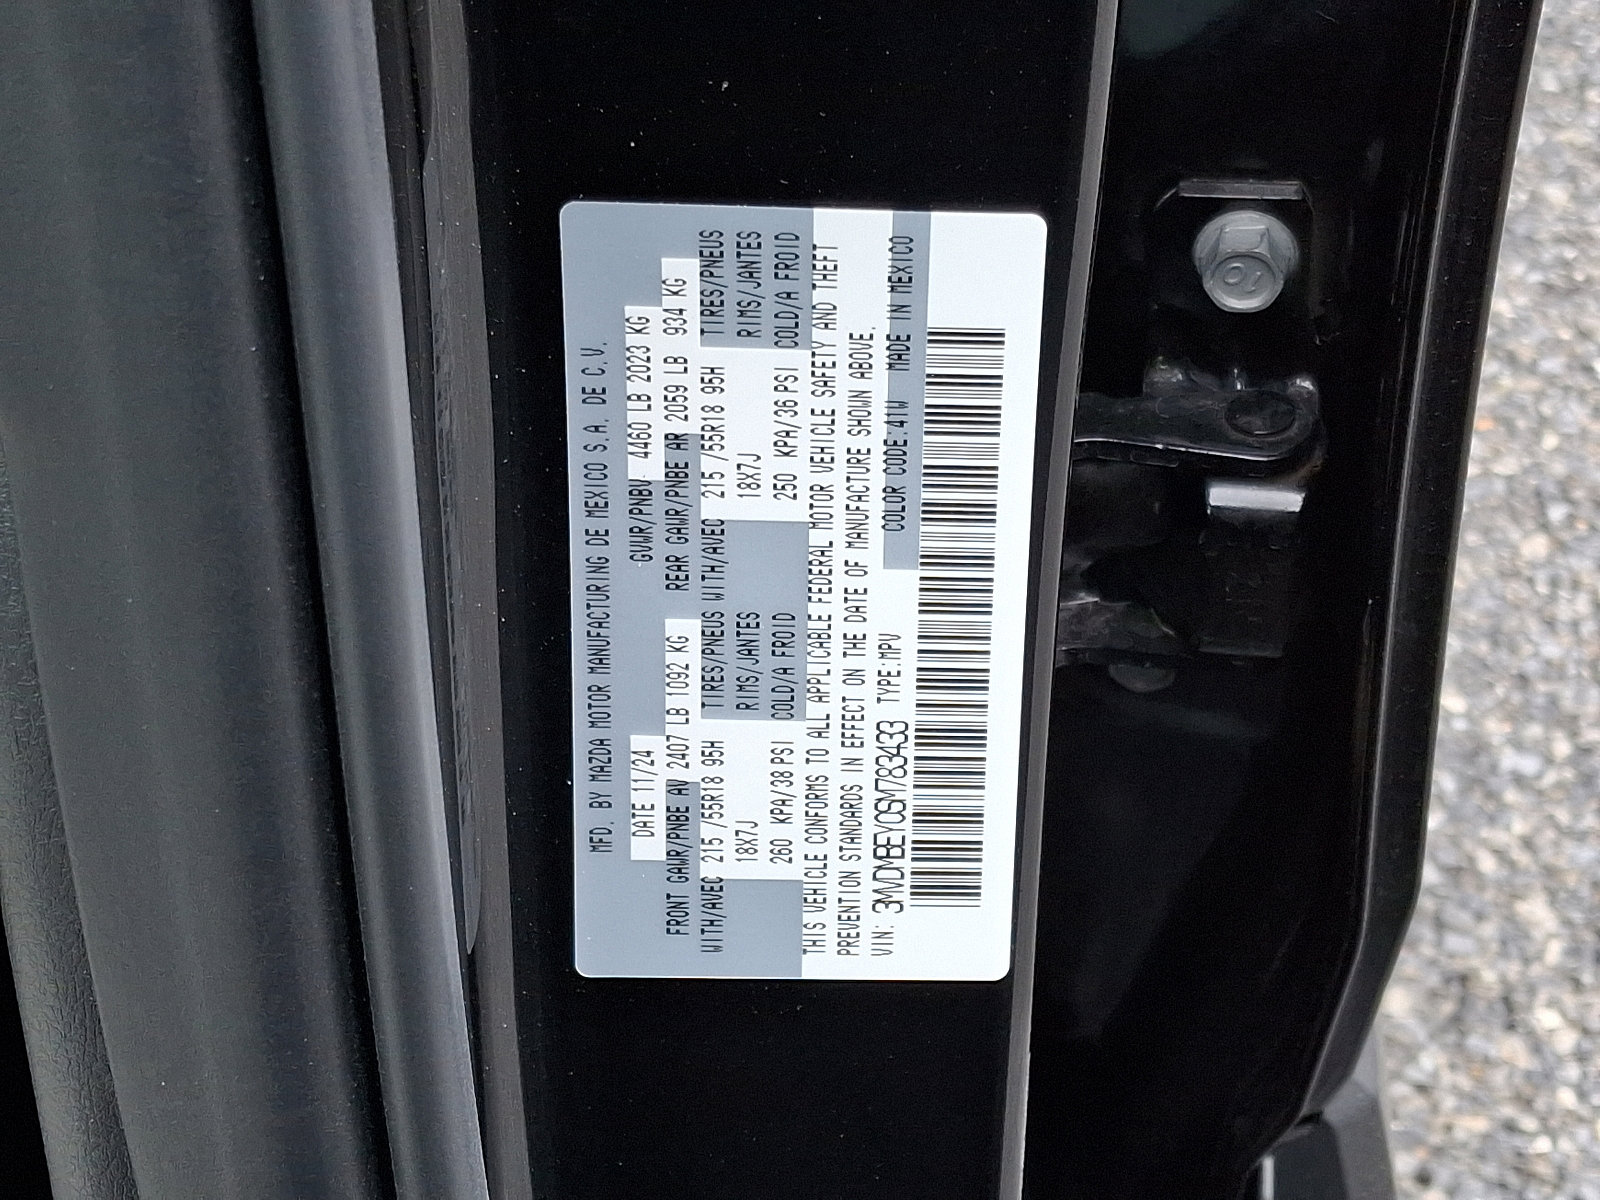 MFD. BY MAZDA MOTOR MANUFACTURING DE MEXICO S.A. DE C.V.
DATE 11/24 GVWR/PNBV 4460 LB 2023 KG
FRONT GAWR/PNBE AV 2407 LB 1092 KG REAR GAWR/PNBE AR 2059 LB 934 KG
WITH/AVEC 215 /55R18 95H TIRES/PNEUS WITH/AVEC 215 /55R18 95H TIRES/PNEUS
18X7J RIMS/JANTES 18X7J RIMS/JANTES
260 KPA/38 PSI COLD/A FROID 250 KPA/36 PSI COLD/A FROID
THIS VEHICLE CONFORMS TO ALL APPLICABLE FEDERAL MOTOR VEHICLE SAFETY AND THEFT
PREVENTION STANDARDS IN EFFECT ON THE DATE OF MANUFACTURE SHOWN ABOVE.
VIN: 3MVDMBEY0SM783433 TYPE:MPV COLOR CODE:41W MADE IN MEXICO
10